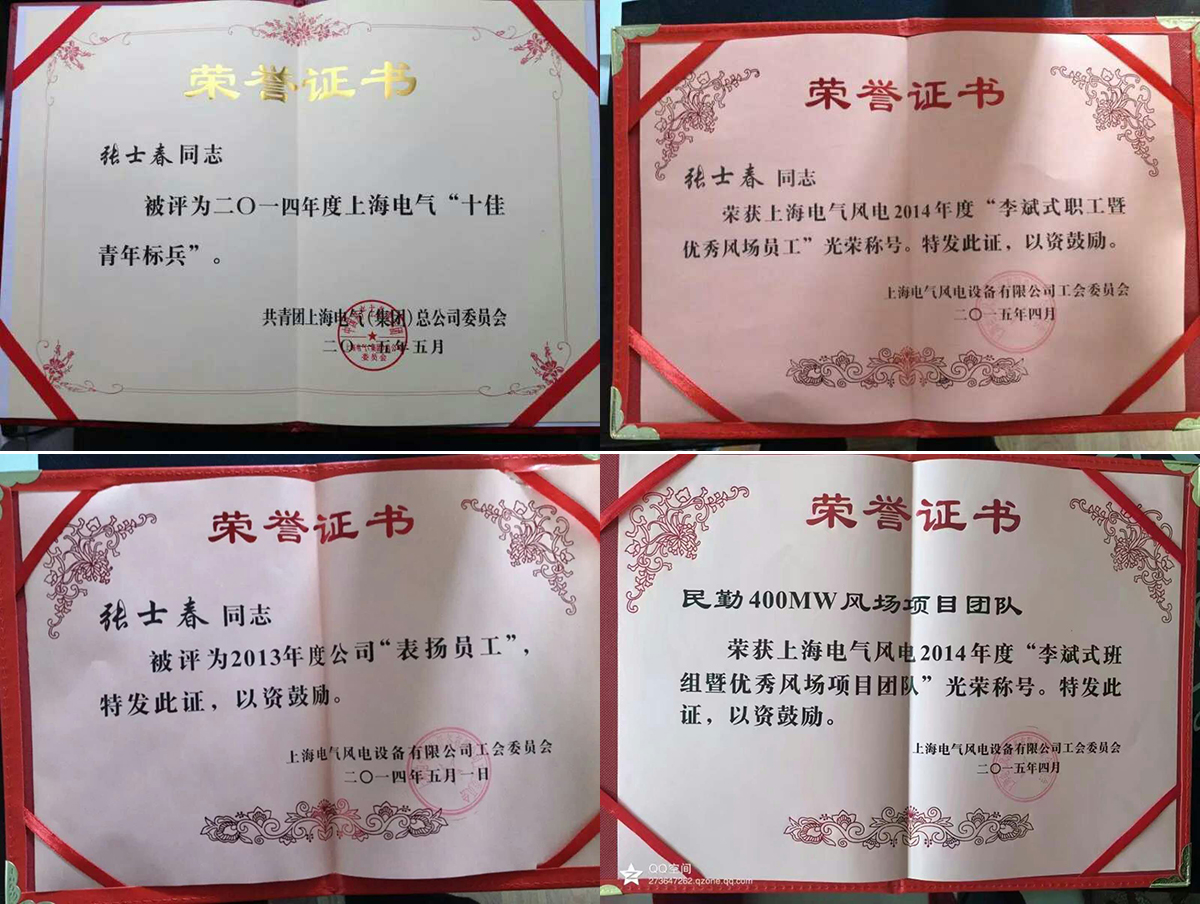 荣誉证书
张士春同志
被评为二〇一四年度上海电气“十佳
青年标兵”。
共青团上海电气(集团)总公司委员会
二〇一五年五月
委员会
荣誉证书
张士春 同志
荣获上海电气风电2014年度“李斌式职工暨
优秀风场员工”光荣称号。特发此证，以资鼓励。
上海电气风电设备有限公司工会委员会
二〇一五年四月
荣誉证书
张士春 同志
被评为2013年度公司“表扬员工”，
特发此证，以资鼓励。
上海电气风电设备有限公司工会委员会
二〇一四年五月一日
荣誉证书
民勤400MW风场项目团队
荣获上海电气风电2014年度“李斌式班
组暨优秀风场项目团队”光荣称号。特发此
证，以资鼓励。
上海电气风电设备有限公司工会委员会
二〇一五年四月
QQ空间
273647262.qzone.qq.com